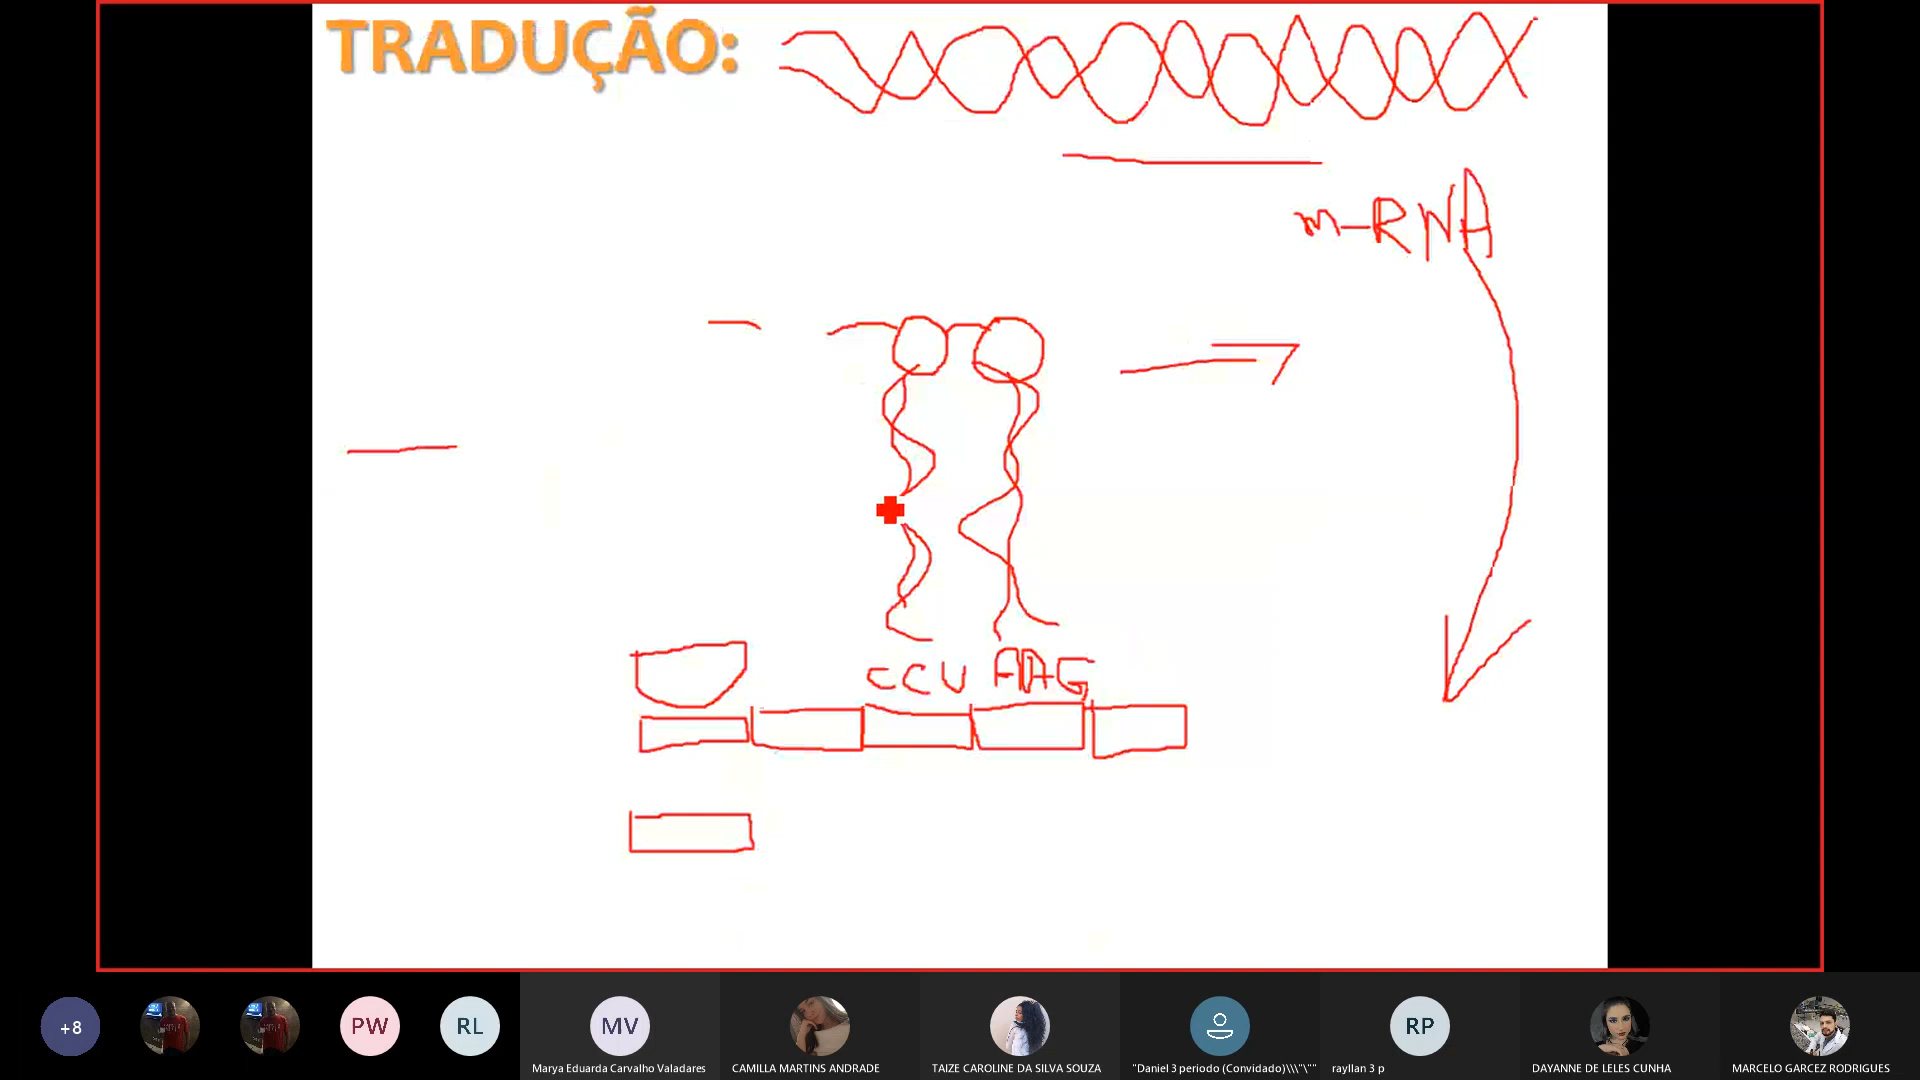 TRADUÇÃO:
m-RNA
CCU AAG
+8
PW
RL
MV
RP
Marya Eduarda Carvalho Valadares
CAMILLA MARTINS ANDRADE
TAIZE CAROLINE DA SILVA SOUZA
"Daniel 3 periodo (Convidado)\\\"\""
rayllan 3 p
DAYANNE DE LELES CUNHA
MARCELO GARCEZ RODRIGUES